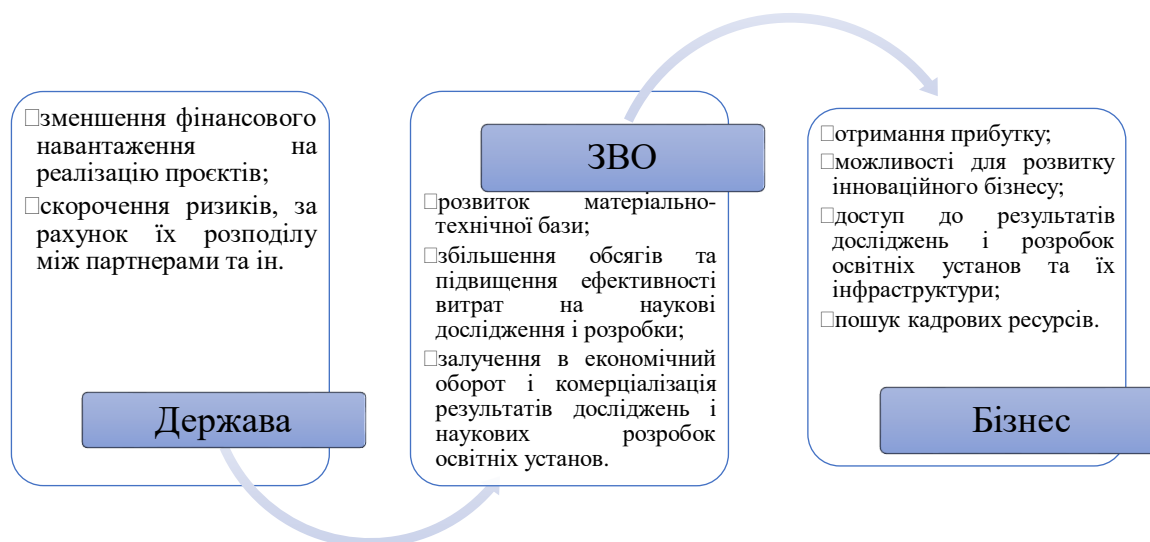 □зменшення фінансового
навантаження на
реалізацію проєктів;
□скорочення ризиків, за
рахунок їх розподілу
між партнерами та ін.
Держава
ЗВО
□розвиток матеріально-
технічної бази;
□збільшення обсягів та
підвищення ефективності
витрат на наукові
дослідження і розробки;
□залучення в економічний
оборот і комерціалізація
результатів досліджень і
наукових розробок
освітніх установ.
□отримання прибутку;
□можливості для розвитку
інноваційного бізнесу;
□доступ до результатів
досліджень і розробок
освітніх установ та їх
інфраструктури;
□пошук кадрових ресурсів.
Бізнес